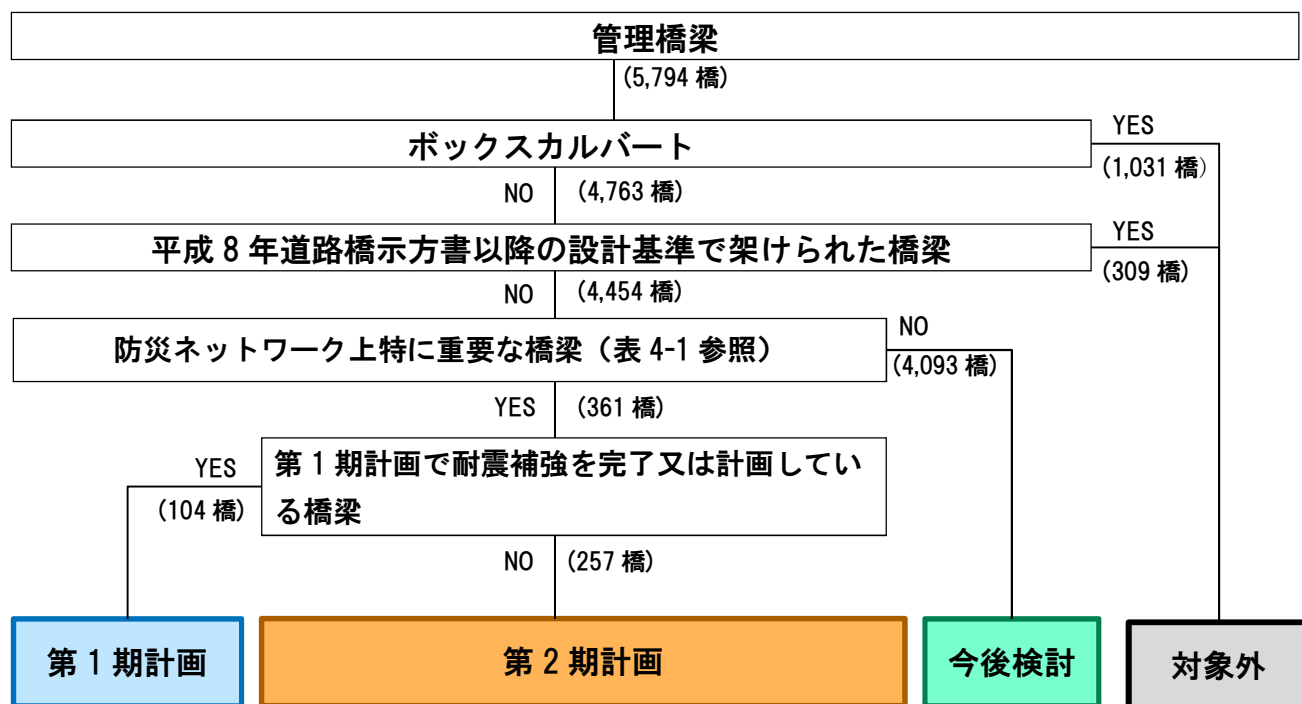 管理橋梁
(5,794 橋)
ボックスカルバート
YES
(1,031 橋)
NO
(4,763 橋)
平成 8 年道路橋示方書以降の設計基準で架けられた橋梁
YES
(309 橋)
NO
(4,454 橋)
防災ネットワーク上特に重要な橋梁（表 4-1 参照）
NO
(4,093 橋)
YES
(361 橋)
第 1 期計画で耐震補強を完了又は計画してい
る橋梁
YES
(104 橋)
NO
(257 橋)
第 1 期計画
第 2 期計画
今後検討
対象外